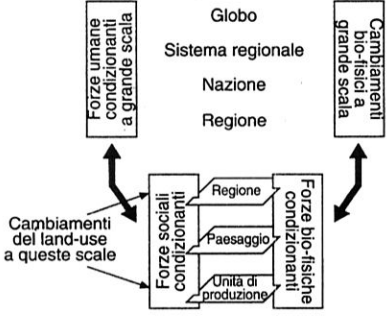 Globo
Sistema regionale
Nazione
Regione
Forze umane
condizionanti
a grande scala
Cambiamenti
bio-fisici a
grande scala
Cambiamenti
del land-use
a queste scale
Forze sociali
condizionanti
Regione
Paesaggio
Unità di
produzione
Forze bio-fisiche
condizionanti